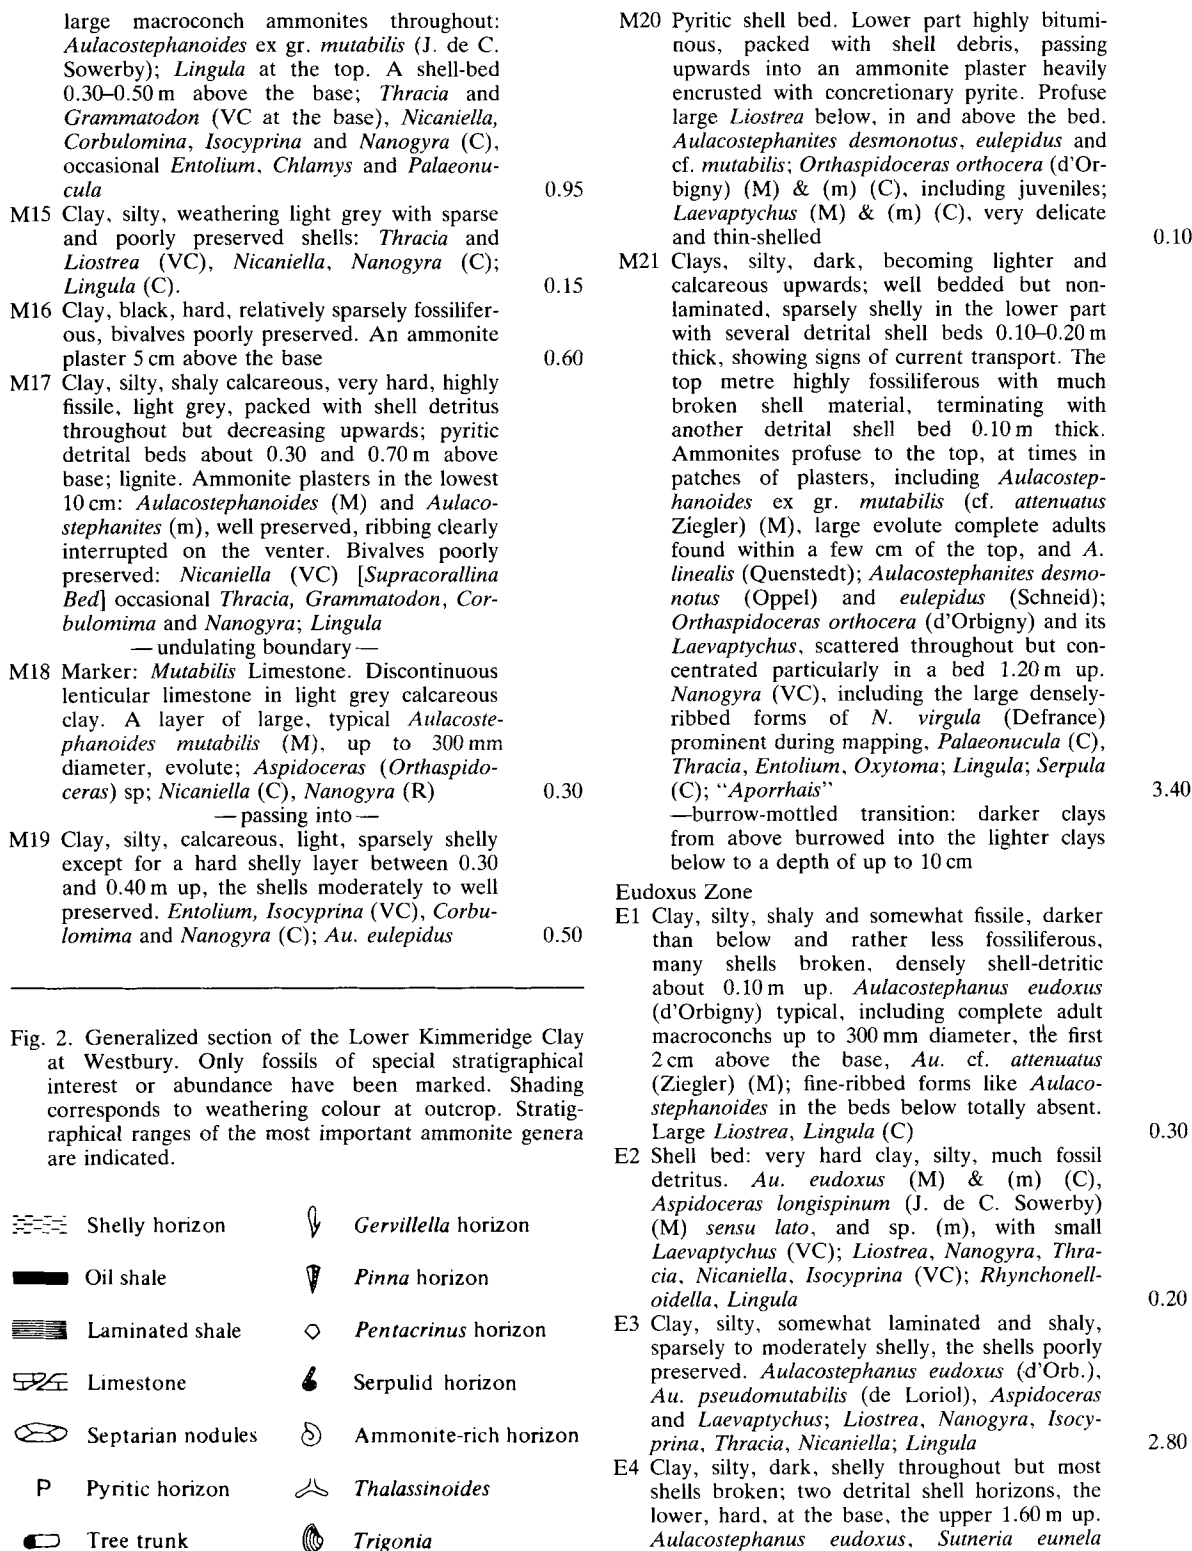 large macroconch ammonites throughout:
Aulacostephanoides ex gr. mutabilis (J. de C.
Sowerby); Lingula at the top. A shell-bed
0.30–0.50 m above the base; Thracia and
Grammatodon (VC at the base), Nicaniella,
Corbulomina, Isocyprina and Nanogyra (C),
occasional Entolium, Chlamys and Palaeonu-
cula 0.95
M15 Clay, silty, weathering light grey with sparse
and poorly preserved shells: Thracia and
Liostrea (VC), Nicaniella, Nanogyra (C);
Lingula (C). 0.15
M16 Clay, black, hard, relatively sparsely fossilifer-
ous, bivalves poorly preserved. An ammonite
plaster 5 cm above the base 0.60
M17 Clay, silty, shaly calcareous, very hard, highly
fissile, light grey, packed with shell detritus
throughout but decreasing upwards; pyritic
detrital beds about 0.30 and 0.70 m above
base; lignite. Ammonite plasters in the lowest
10 cm: Aulacostephanoides (M) and Aulaco-
stephanites (m), well preserved, ribbing clearly
interrupted on the venter. Bivalves poorly
preserved: Nicaniella (VC) [Supracorallina
Bed] occasional Thracia, Grammatodon, Cor-
bulomima and Nanogyra; Lingula
— undulating boundary —
M18 Marker: Mutabilis Limestone. Discontinuous
lenticular limestone in light grey calcareous
clay. A layer of large, typical Aulacoste-
phanoides mutabilis (M), up to 300 mm
diameter, evolute; Aspidoceras (Orthaspido-
ceras) sp; Nicaniella (C), Nanogyra (R) 0.30
— passing into —
M19 Clay, silty, calcareous, light, sparsely shelly
except for a hard shelly layer between 0.30
and 0.40 m up, the shells moderately to well
preserved. Entolium, Isocyprina (VC), Corbu-
lomima and Nanogyra (C); Au. eulepidus 0.50
Fig. 2. Generalized section of the Lower Kimmeridge Clay
at Westbury. Only fossils of special stratigraphical
interest or abundance have been marked. Shading
corresponds to weathering colour at outcrop. Stratig-
raphical ranges of the most important ammonite genera
are indicated.
Shelly horizon Gervillella horizon
Oil shale Pinna horizon
Laminated shale Pentacrinus horizon
Limestone Serpulid horizon
Septarian nodules Ammonite-rich horizon
P Pyritic horizon Thalassinoides
Tree trunk Trigonia
M20 Pyritic shell bed. Lower part highly bitumi-
nous, packed with shell debris, passing
upwards into an ammonite plaster heavily
encrusted with concretionary pyrite. Profuse
large Liostrea below, in and above the bed.
Aulacostephanites desmonotus, eulepidus and
cf. mutabilis; Orthaspidoceras orthocera (d'Or-
bigny) (M) & (m) (C), including juveniles;
Laevaptychus (M) & (m) (C), very delicate
and thin-shelled 0.10
M21 Clays, silty, dark, becoming lighter and
calcareous upwards; well bedded but non-
laminated, sparsely shelly in the lower part
with several detrital shell beds 0.10–0.20 m
thick, showing signs of current transport. The
top metre highly fossiliferous with much
broken shell material, terminating with
another detrital shell bed 0.10 m thick.
Ammonites profuse to the top, at times in
patches of plasters, including Aulacostep-
hanoides ex gr. mutabilis (cf. attenuatus
Ziegler) (M), large evolute complete adults
found within a few cm of the top, and A.
linealis (Quenstedt); Aulacostephanites desmo-
notus (Oppel) and eulepidus (Schneid);
Orthaspidoceras orthocera (d'Orbigny) and its
Laevaptychus, scattered throughout but con-
centrated particularly in a bed 1.20 m up.
Nanogyra (VC), including the large densely-
ribbed forms of N. virgula (Defrance)
prominent during mapping, Palaeonucula (C),
Thracia, Entolium, Oxytoma; Lingula; Serpula
(C); "Aporrhais" 3.40
—burrow-mottled transition: darker clays
from above burrowed into the lighter clays
below to a depth of up to 10 cm
Eudoxus Zone
E1 Clay, silty, shaly and somewhat fissile, darker
than below and rather less fossiliferous,
many shells broken, densely shell-detritic
about 0.10 m up. Aulacostephanus eudoxus
(d'Orbigny) typical, including complete adult
macroconchs up to 300 mm diameter, the first
2 cm above the base, Au. cf. attenuatus
(Ziegler) (M); fine-ribbed forms like Aulaco-
stephanoides in the beds below totally absent.
Large Liostrea, Lingula (C) 0.30
E2 Shell bed: very hard clay, silty, much fossil
detritus. Au. eudoxus (M) & (m) (C),
Aspidoceras longispinum (J. de C. Sowerby)
(M) sensu lato, and sp. (m), with small
Laevaptychus (VC); Liostrea, Nanogyra, Thra-
cia, Nicaniella, Isocyprina (VC); Rhynchonell-
oidella, Lingula 0.20
E3 Clay, silty, somewhat laminated and shaly,
sparsely to moderately shelly, the shells poorly
preserved. Aulacostephanus eudoxus (d'Orb.),
Au. pseudomutabilis (de Loriol), Aspidoceras
and Laevaptychus; Liostrea, Nanogyra, Isocy-
prina, Thracia, Nicaniella; Lingula 2.80
E4 Clay, silty, dark, shelly throughout but most
shells broken; two detrital shell horizons, the
lower, hard, at the base, the upper 1.60 m up.
Aulacostephanus eudoxus, Sutneria eumela